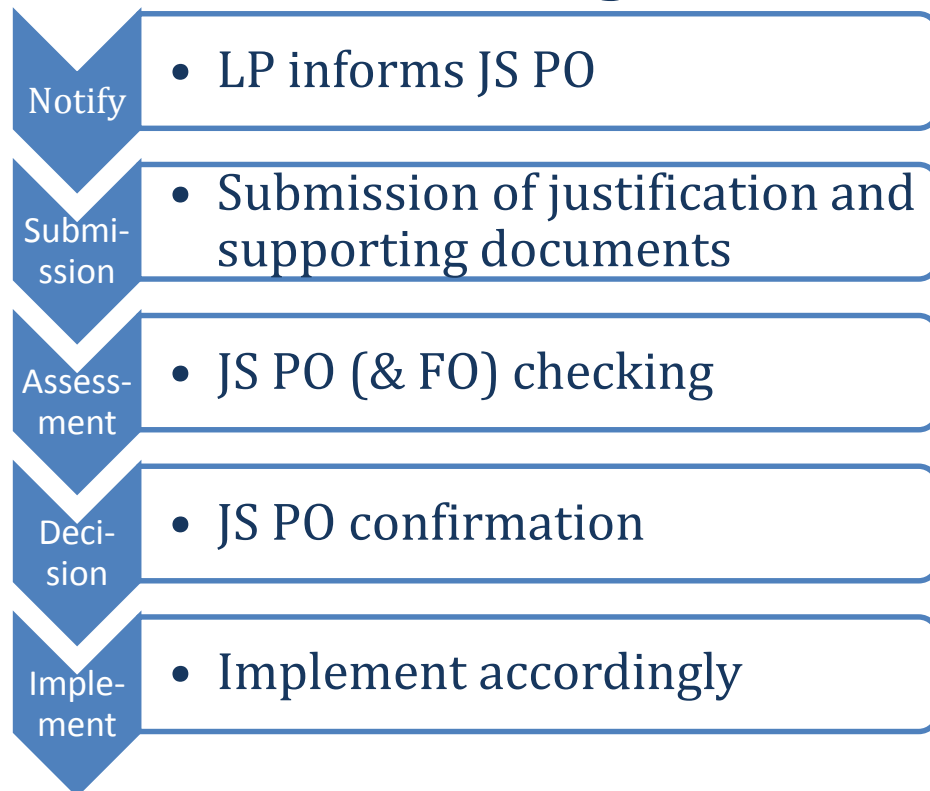 Notify
• LP informs JS PO
Submi-
ssion
• Submission of justification and
supporting documents
Assess-
ment
• JS PO (& FO) checking
Deci-
sion
• JS PO confirmation
Imple-
ment
• Implement accordingly